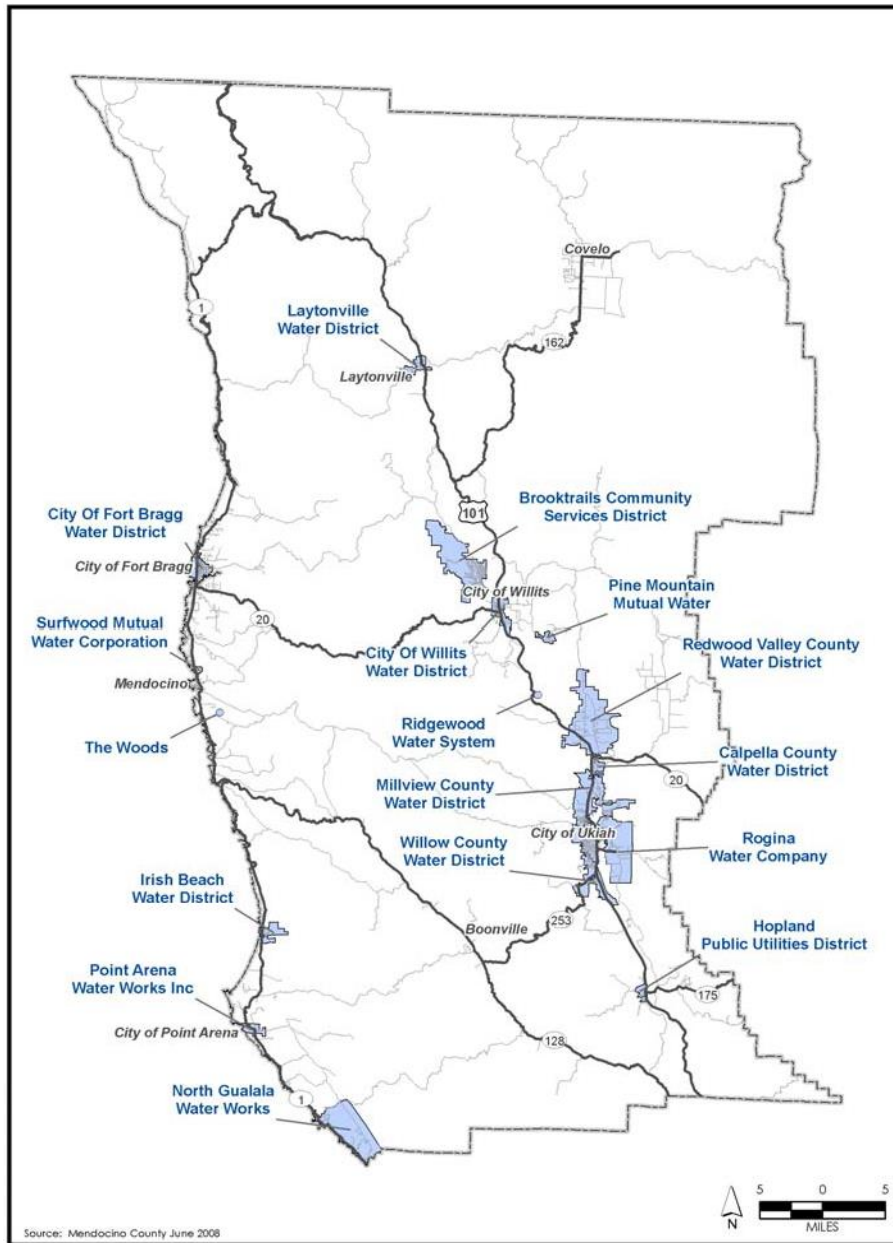 Covelo
1
Laytonville
Water District
162
Laytonville
101
Brooktrails Community
Services District
City Of Fort Bragg
Water District
City of Fort Bragg
City of Willits
Pine Mountain
Mutual Water
Surfwood Mutual
Water Corporation
20
City Of Willits
Water District
Redwood Valley County
Water District
Mendocino
The Woods
Ridgewood
Water System
Calpella County
Water District
20
Millview County
Water District
City of Ukiah
Willow County
Water District
Rogina
Water Company
Irish Beach
Water District
Boonville
253
Hopland
Public Utilities District
Point Arena
Water Works Inc
175
City of Point Arena
128
North Gualala
Water Works
1
5 0 5
N
MILES
Source: Mendocino County June 2008